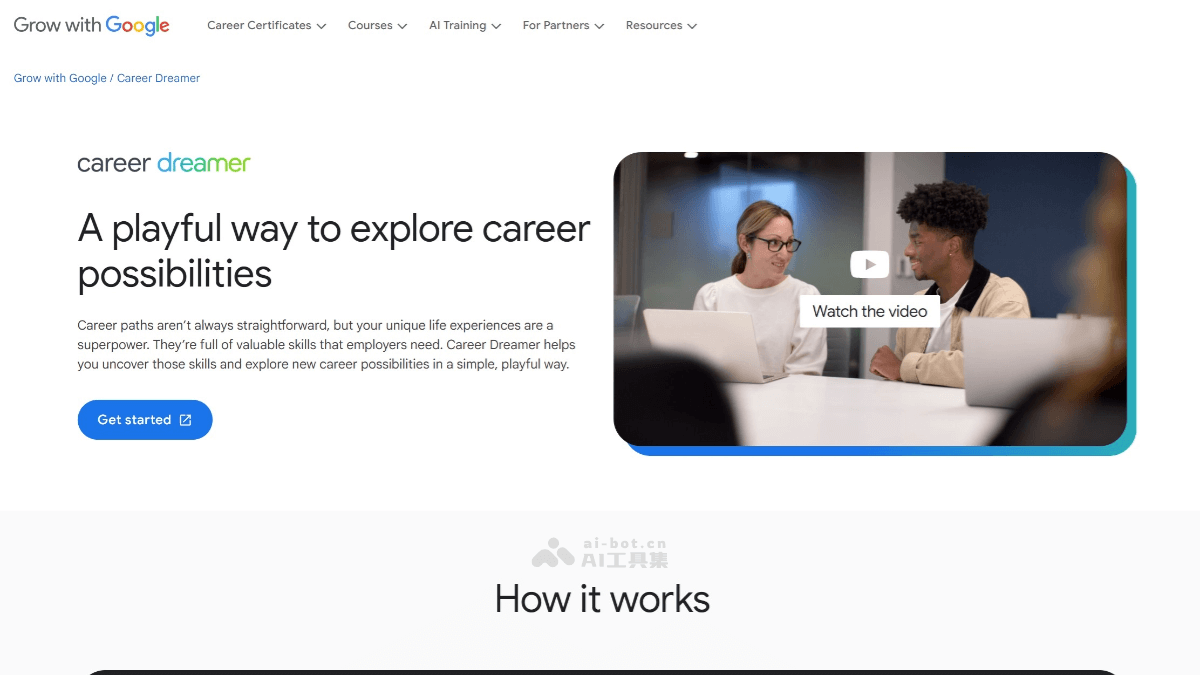 Grow with Google
Career Certificates
Courses
AI Training
For Partners
Resources
Grow with Google / Career Dreamer
career dreamer
A playful way to explore career
possibilities
Career paths aren’t always straightforward, but your unique life experiences are a
superpower. They’re full of valuable skills that employers need. Career Dreamer helps
you uncover those skills and explore new career possibilities in a simple, playful way.
Get started
Watch the video
ai-bot.cn
AI工具集
How it works